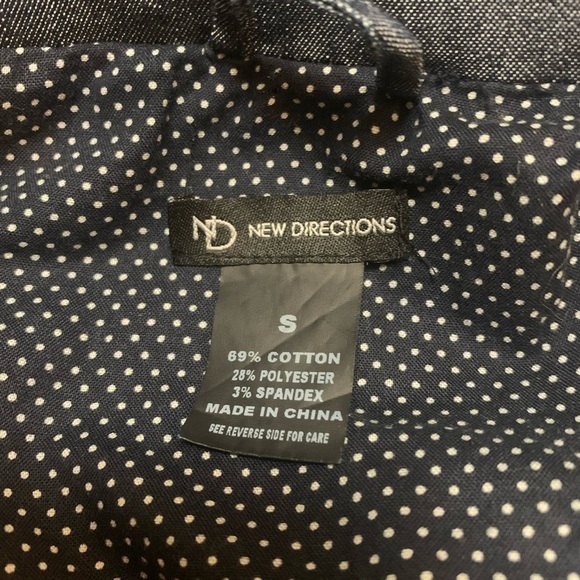 ND NEW DIRECTIONS
S
69% COTTON
28% POLYESTER
3% SPANDEX
MADE IN CHINA
SEE REVERSE SIDE FOR CARE